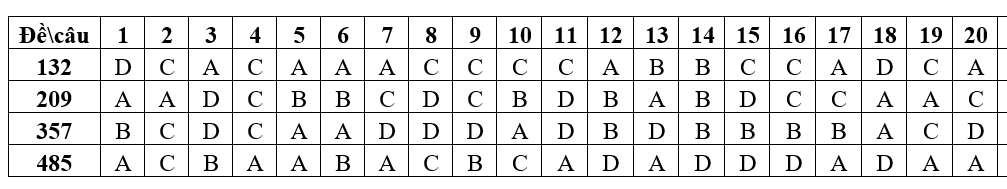 Đề\câu 1 2 3 4 5 6 7 8 9 10 11 12 13 14 15 16 17 18 19 20
132 D C A C A A A C C C C A B B C C A D C A
209 A A D C B B C D C B D B A B D C C A A C
357 B C D C A A D D D A D B D B B B B A C D
485 A C B A A B A C B C A D A D D D A D A A